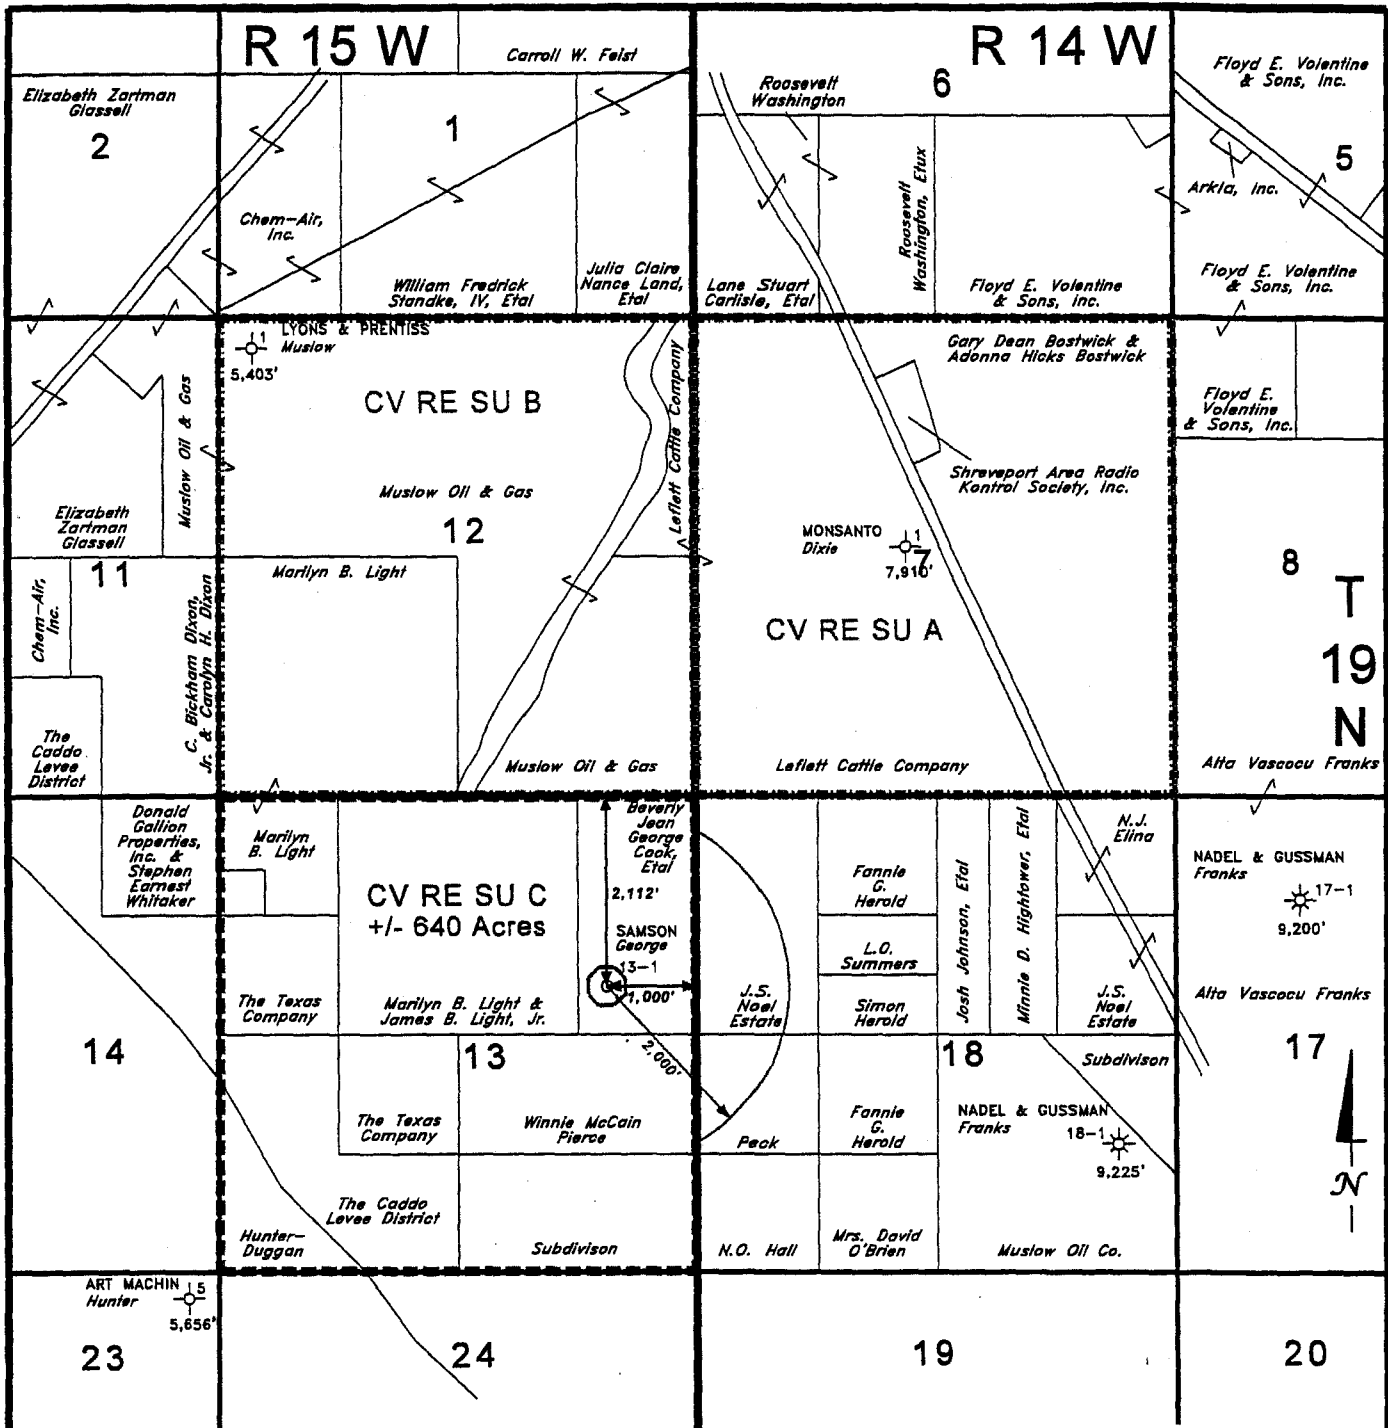 R 15 W
R 14 W
Carroll W. Feist
Elizabeth Zartman
Glassell
2
1
Roosevelt
Washington
6
Floyd E. Volentine
& Sons, Inc.
5
Arkla, Inc.
Chem-Air,
Inc.
William Fredrick
Standke, IV, Etal
Julia Claire
Nance Land,
Etal
Lane Stuart
Carlisle, Etal
Roosevelt
Washington, Etux
Floyd E. Volentine
& Sons, Inc.
Floyd E. Volentine
& Sons, Inc.
LYONS & PRENTISS
Muslow
1
5,403'
CV RE SU B
Muslow Oil & Gas
Muslow Oil & Gas
12
Leflett Cattle Company
Gary Dean Bostwick &
Adonna Hicks Bostwick
Shreveport Area Radio
Kontrol Society, Inc.
MONSANTO
Dixie
1
7,910'
7
CV RE SU A
Floyd E.
Volentine
& Sons, Inc.
8
T
19
N
Elizabeth
Zartman
Glassell
11
Chem-Air,
Inc.
C. Bickham Dixon,
Jr. & Carolyn H. Dixon
Marilyn B. Light
The
Caddo
Levee
District
Muslow Oil & Gas
Leflett Cattle Company
Alta Vascocu Franks
Donald
Gallion
Properties,
Inc. &
Stephen
Earnest
Whitaker
Marilyn
B. Light
CV RE SU C
+/- 640 Acres
Beverly
Jean
George
Cook,
Etal
2,112'
SAMSON
George
13-1
1,000'
2,000'
The Texas
Company
Marilyn B. Light &
James B. Light, Jr.
J.S.
Noel
Estate
Fannie
G.
Herold
L.O.
Summers
Simon
Herold
Josh Johnson, Etal
Minnie D. Hightower, Etal
N.J.
Elina
J.S.
Noel
Estate
NADEL & GUSSMAN
Franks
17-1
9,200'
Alta Vascocu Franks
14
13
18
17
Subdivison
The Texas
Company
Winnie McCain
Pierce
Peck
Fannie
G.
Herold
NADEL & GUSSMAN
Franks
18-1
9,225'
N
The Caddo
Levee District
Hunter-
Duggan
Subdivison
N.O. Hall
Mrs. David
O'Brien
Muslow Oil Co.
ART MACHIN
Hunter
5
5,656'
23
24
19
20